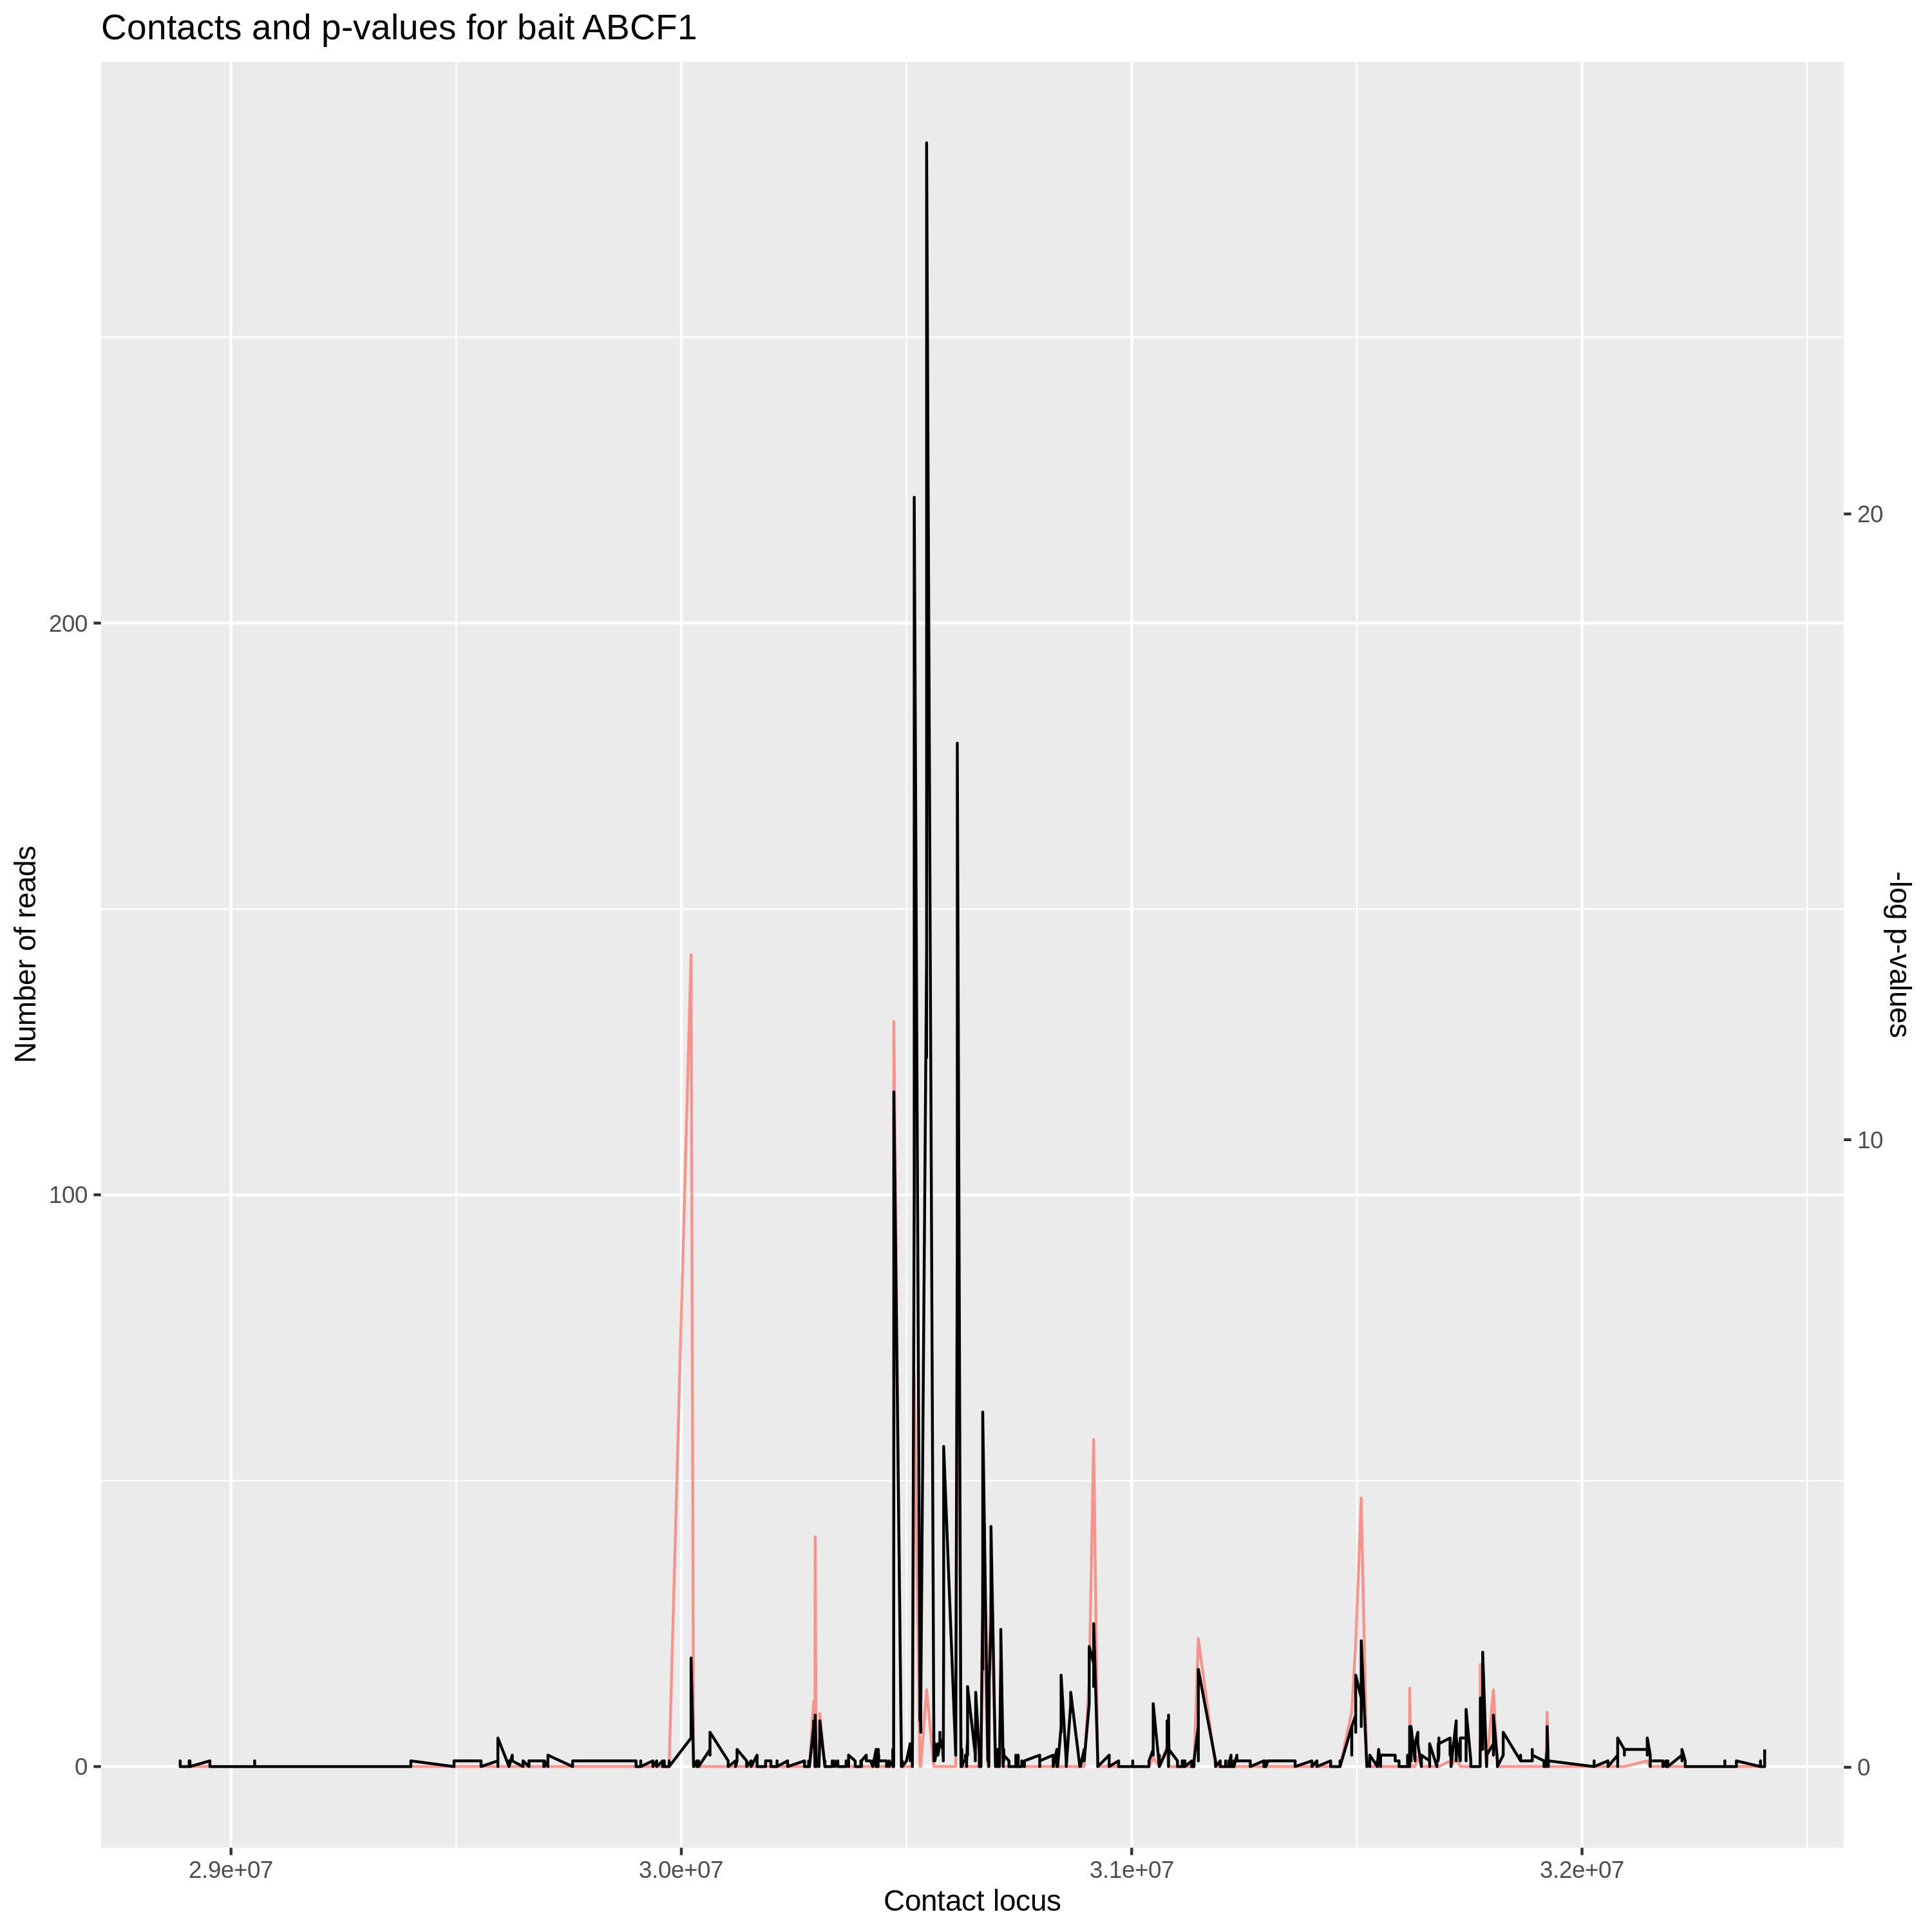 Contacts and p-values for bait ABCF1
Number of reads
200
100
0
20
10
0
-log p-values
2.9e+07
3.0e+07
3.1e+07
3.2e+07
Contact locus